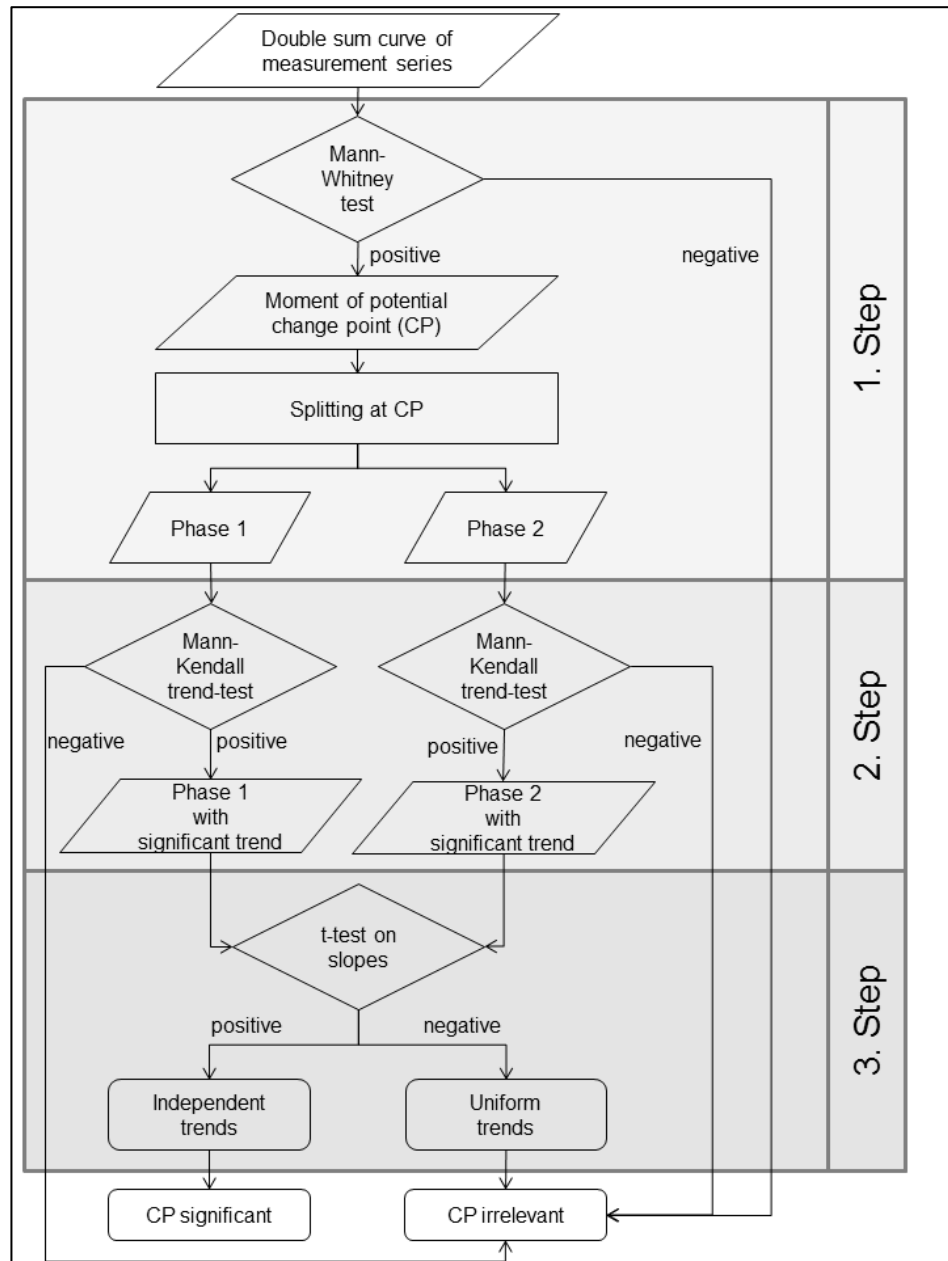 Double sum curve of
measurement series
Mann-
Whitney
test
positive
negative
Moment of potential
change point (CP)
Splitting at CP
Phase 1
Phase 2
1. Step
Mann-
Kendall
trend-test
Mann-
Kendall
trend-test
negative
positive
positive
negative
Phase 1
with
significant trend
Phase 2
with
significant trend
2. Step
t-test on
slopes
positive
negative
Independent
trends
Uniform
trends
3. Step
CP significant
CP irrelevant